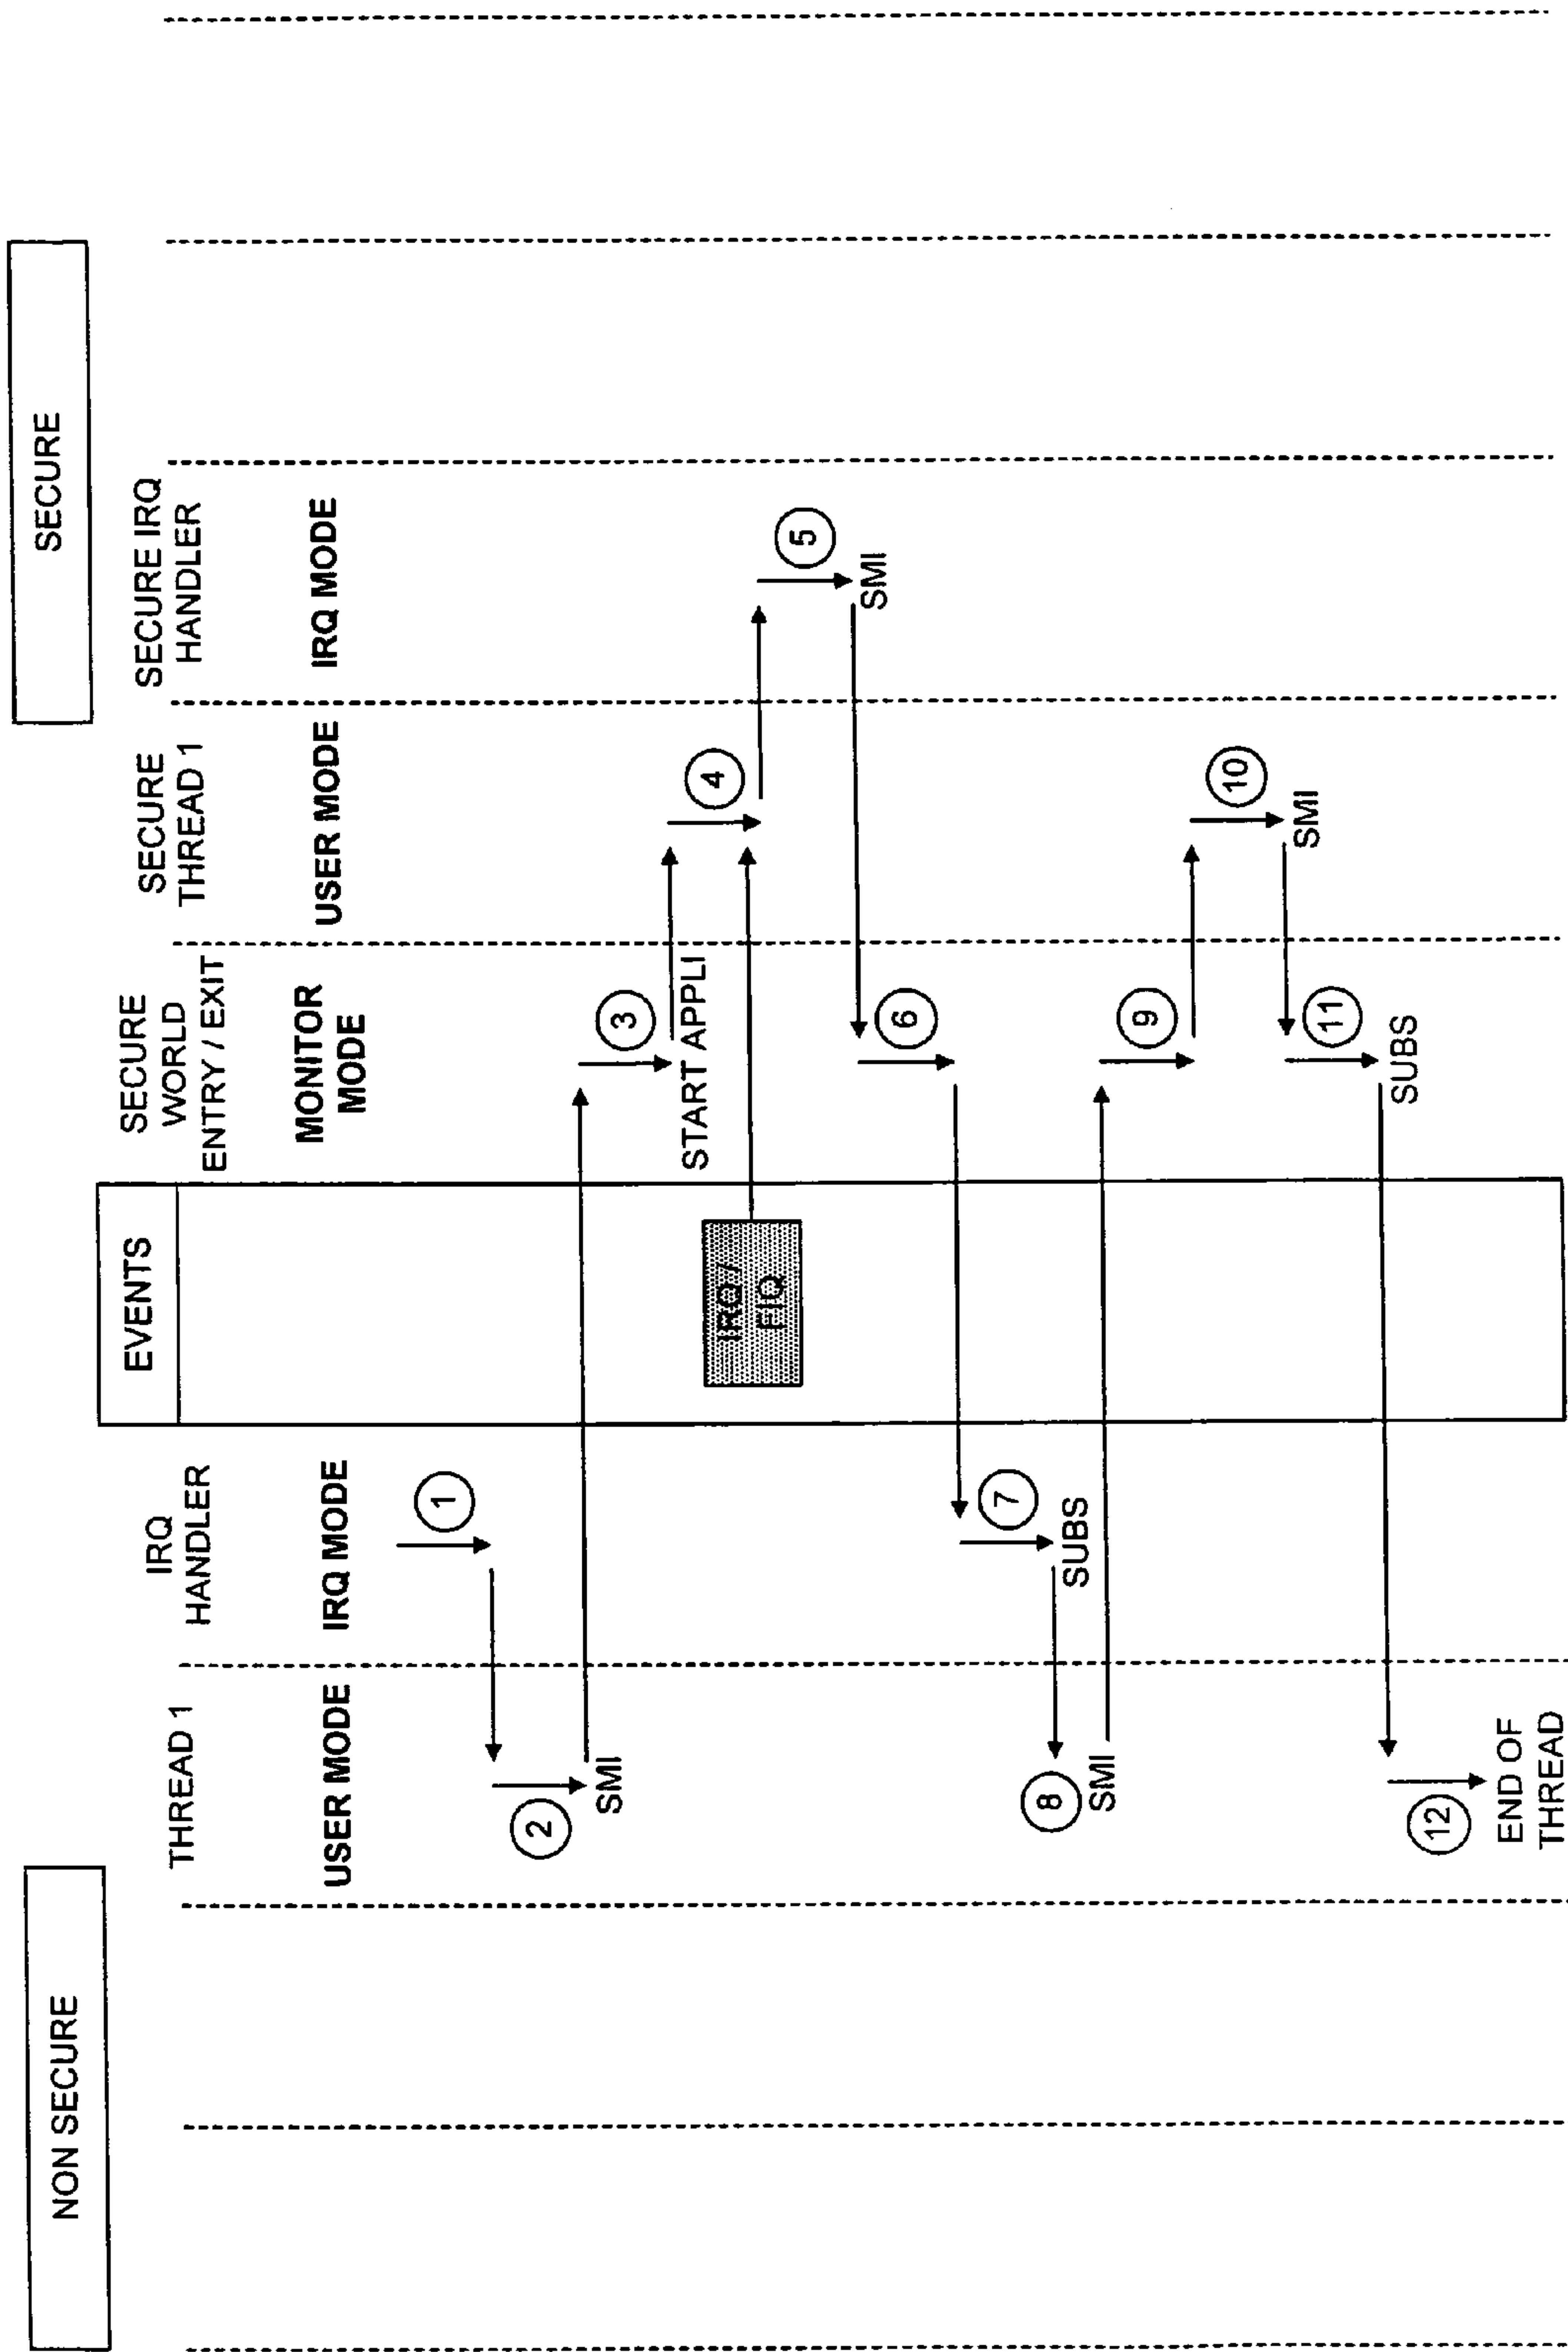 NON SECURE
SECURE
THREAD 1
IRQ
HANDLER
EVENTS
SECURE
WORLD
ENTRY / EXIT
SECURE
THREAD 1
SECURE IRQ
HANDLER
USER MODE
IRQ MODE
MONITOR
MODE
USER MODE
IRQ MODE
1
2
SMI
3
START APPLI
4
IRQ /
FIQ
5
SMI
6
7
SUBS
8
SMI
9
10
SMI
11
SUBS
12
END OF
THREAD